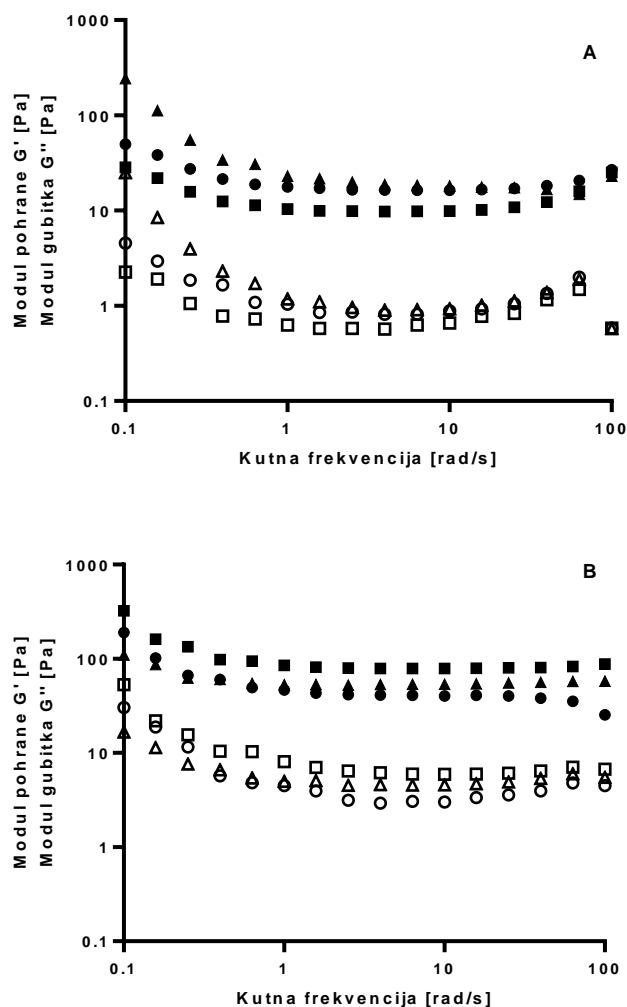 A
Modul pohrane G' [Pa]
Modul gubitka G'' [Pa]
1000
100
10
1
0.1
0.1 1 10 100
Kutna frekvencija [rad/s]
B
Modul pohrane G' [Pa]
Modul gubitka G'' [Pa]
1000
100
10
1
0.1
0.1 1 10 100
Kutna frekvencija [rad/s]